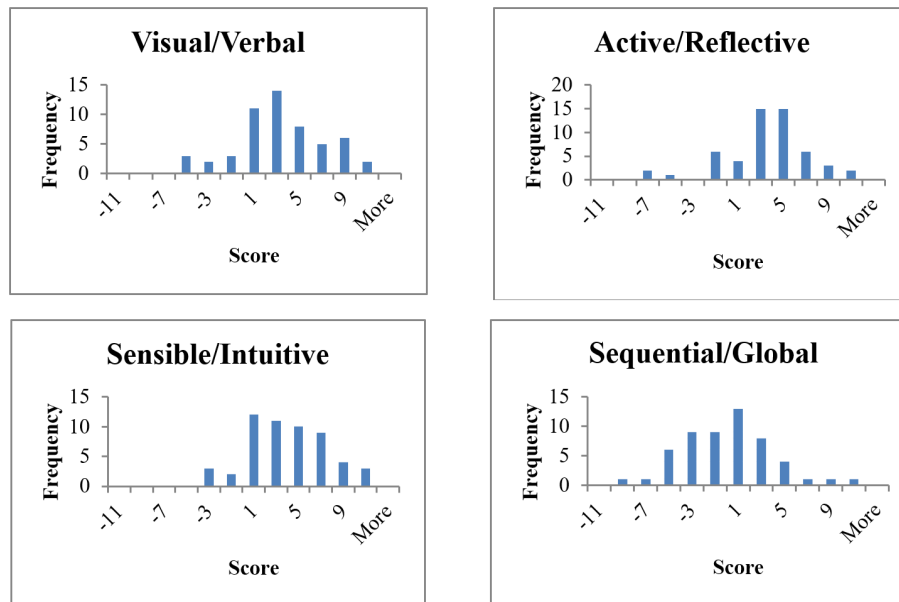 Visual/Verbal
Frequency
15
10
5
0
-11 -7 -3 1 5 9 More
Score
Active/Reflective
Frequency
20
15
10
5
0
-11 -7 -3 1 5 9 More
Score
Sensible/Intuitive
Frequency
15
10
5
0
-11 -7 -3 1 5 9 More
Score
Sequential/Global
Frequency
15
10
5
0
-11 -7 -3 1 5 9 More
Score